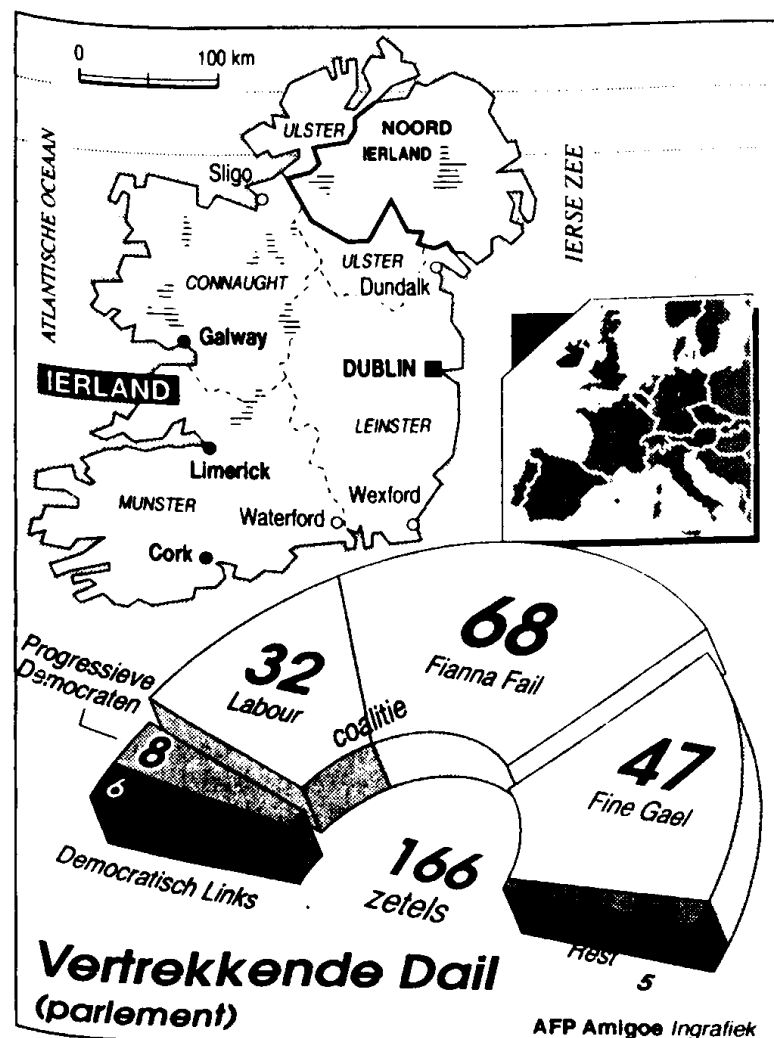 0 100 km
ATLANTISCHE OCEAAN
IERSE ZEE
ULSTER
NOORD
IERLAND
Sligo
ULSTER
CONNAUGHT
Dundalk
Galway
IERLAND
DUBLIN
LEINSTER
Limerick
MUNSTER
Wexford
Waterford
Cork
Progressieve
Democraten
8
6
Democratisch Links
32
Labour
coalitie
68
Fianna Fail
47
Fine Gael
166
zetels
Rest 5
Vertrekkende Dail
(parlement)
AFP Amigoe Ingrafiek